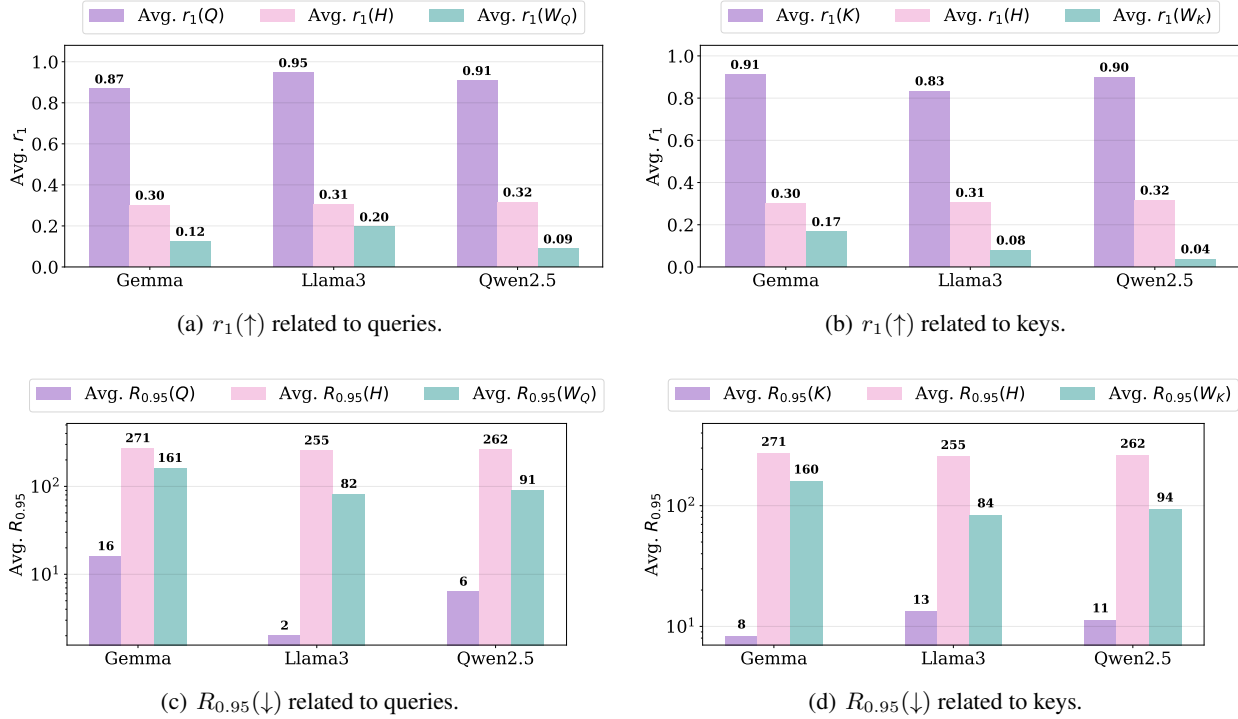 Avg. r₁(Q) Avg. r₁(H) Avg. r₁(W_Q)
Avg. r₁
1.0
0.8
0.6
0.4
0.2
0.0
0.87 0.30 0.12
0.95 0.31 0.20
0.91 0.32 0.09
Gemma Llama3 Qwen2.5
(a) r₁(↑) related to queries.
Avg. r₁(K) Avg. r₁(H) Avg. r₁(W_K)
Avg. r₁
1.0
0.8
0.6
0.4
0.2
0.0
0.91 0.30 0.17
0.83 0.31 0.08
0.90 0.32 0.04
Gemma Llama3 Qwen2.5
(b) r₁(↑) related to keys.
Avg. R₀.₉₅(Q) Avg. R₀.₉₅(H) Avg. R₀.₉₅(W_Q)
Avg. R₀.₉₅
10²
10¹
16 271 161
2 255 82
6 262 91
Gemma Llama3 Qwen2.5
(c) R₀.₉₅(↓) related to queries.
Avg. R₀.₉₅(K) Avg. R₀.₉₅(H) Avg. R₀.₉₅(W_K)
Avg. R₀.₉₅
10²
10¹
8 271 160
13 255 84
11 262 94
Gemma Llama3 Qwen2.5
(d) R₀.₉₅(↓) related to keys.